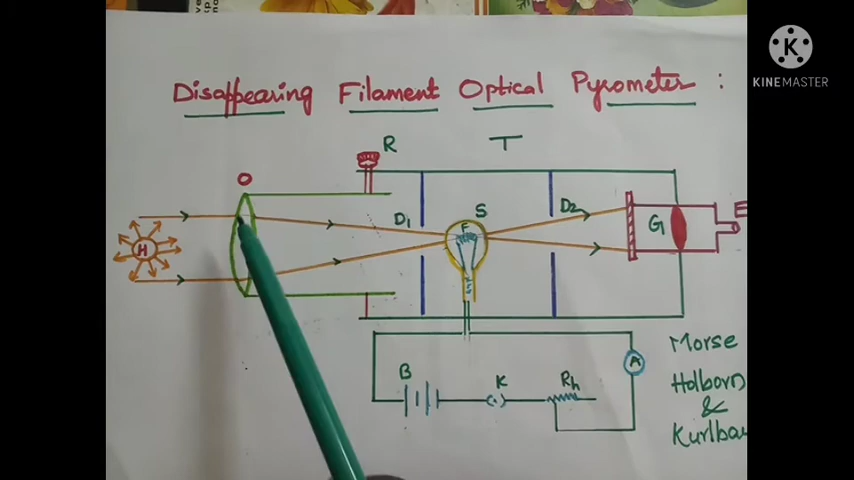 K
KINEMASTER
Disappearing Filament Optical Pyrometer :
R T
O
D1 S D2 E
F
G
H
B K Rh A
Morse
Holborn
&